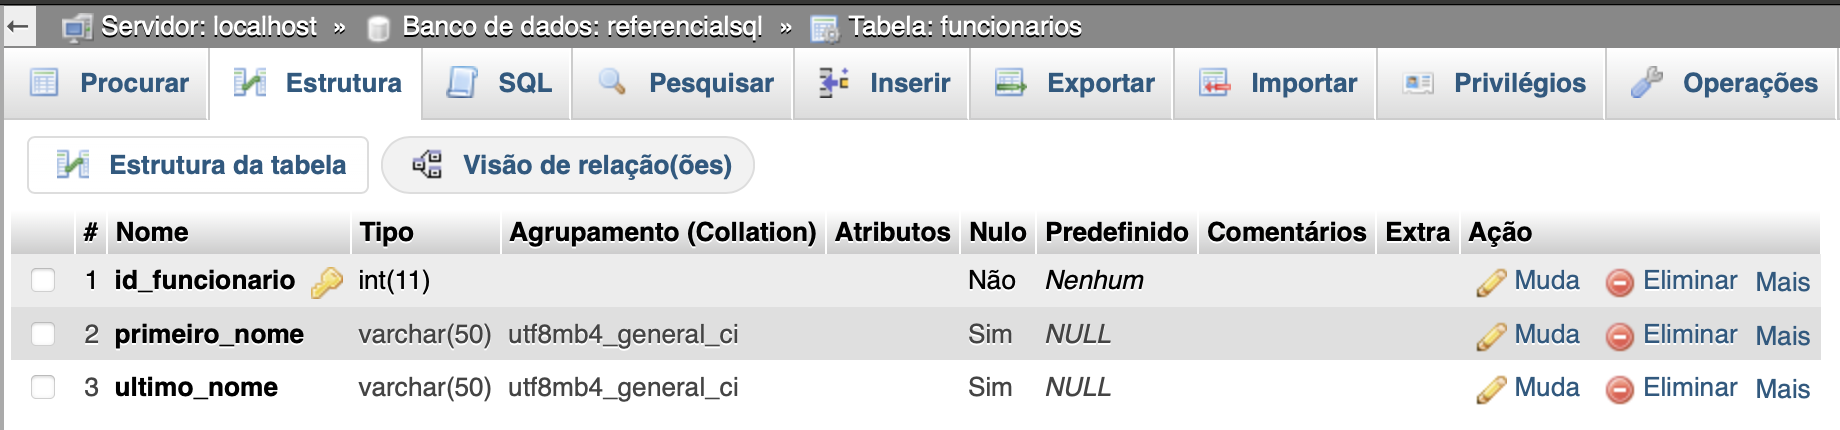 ← Servidor: localhost » Banco de dados: referencialsql » Tabela: funcionarios
Procurar Estrutura SQL Pesquisar Inserir Exportar Importar Privilégios Operações
Estrutura da tabela Visão de relação(ões)
# Nome Tipo Agrupamento (Collation) Atributos Nulo Predefinido Comentários Extra Ação
1 id_funcionario int(11) Não Nenhum Muda Eliminar Mais
2 primeiro_nome varchar(50) utf8mb4_general_ci Sim NULL Muda Eliminar Mais
3 ultimo_nome varchar(50) utf8mb4_general_ci Sim NULL Muda Eliminar Mais